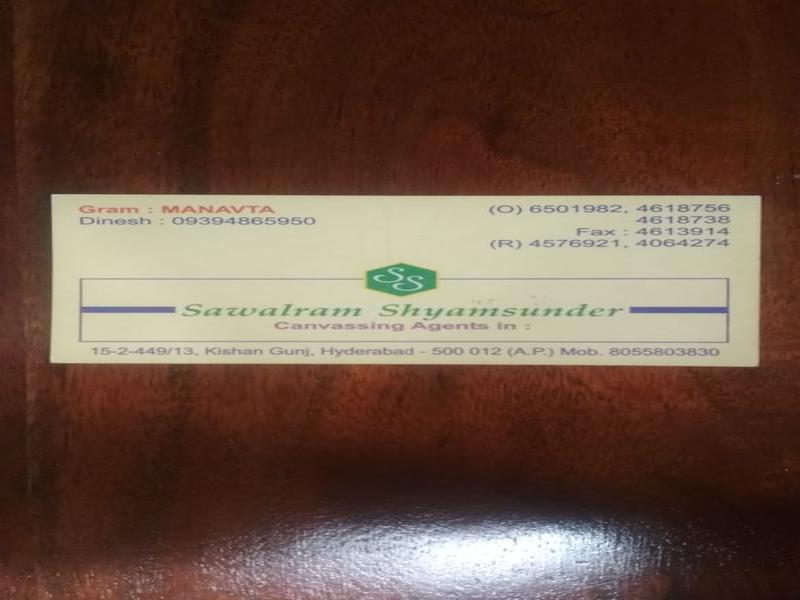 Gram : MANAVTA
Dinesh : 09394865950
(O) 6501982, 4618756
4618738
Fax : 4613914
(R) 4576921, 4064274
SS
Sawalram Shyamsunder
Canvassing Agents in :
15-2-449/13, Kishan Gunj, Hyderabad - 500 012 (A.P.) Mob. 8055803830